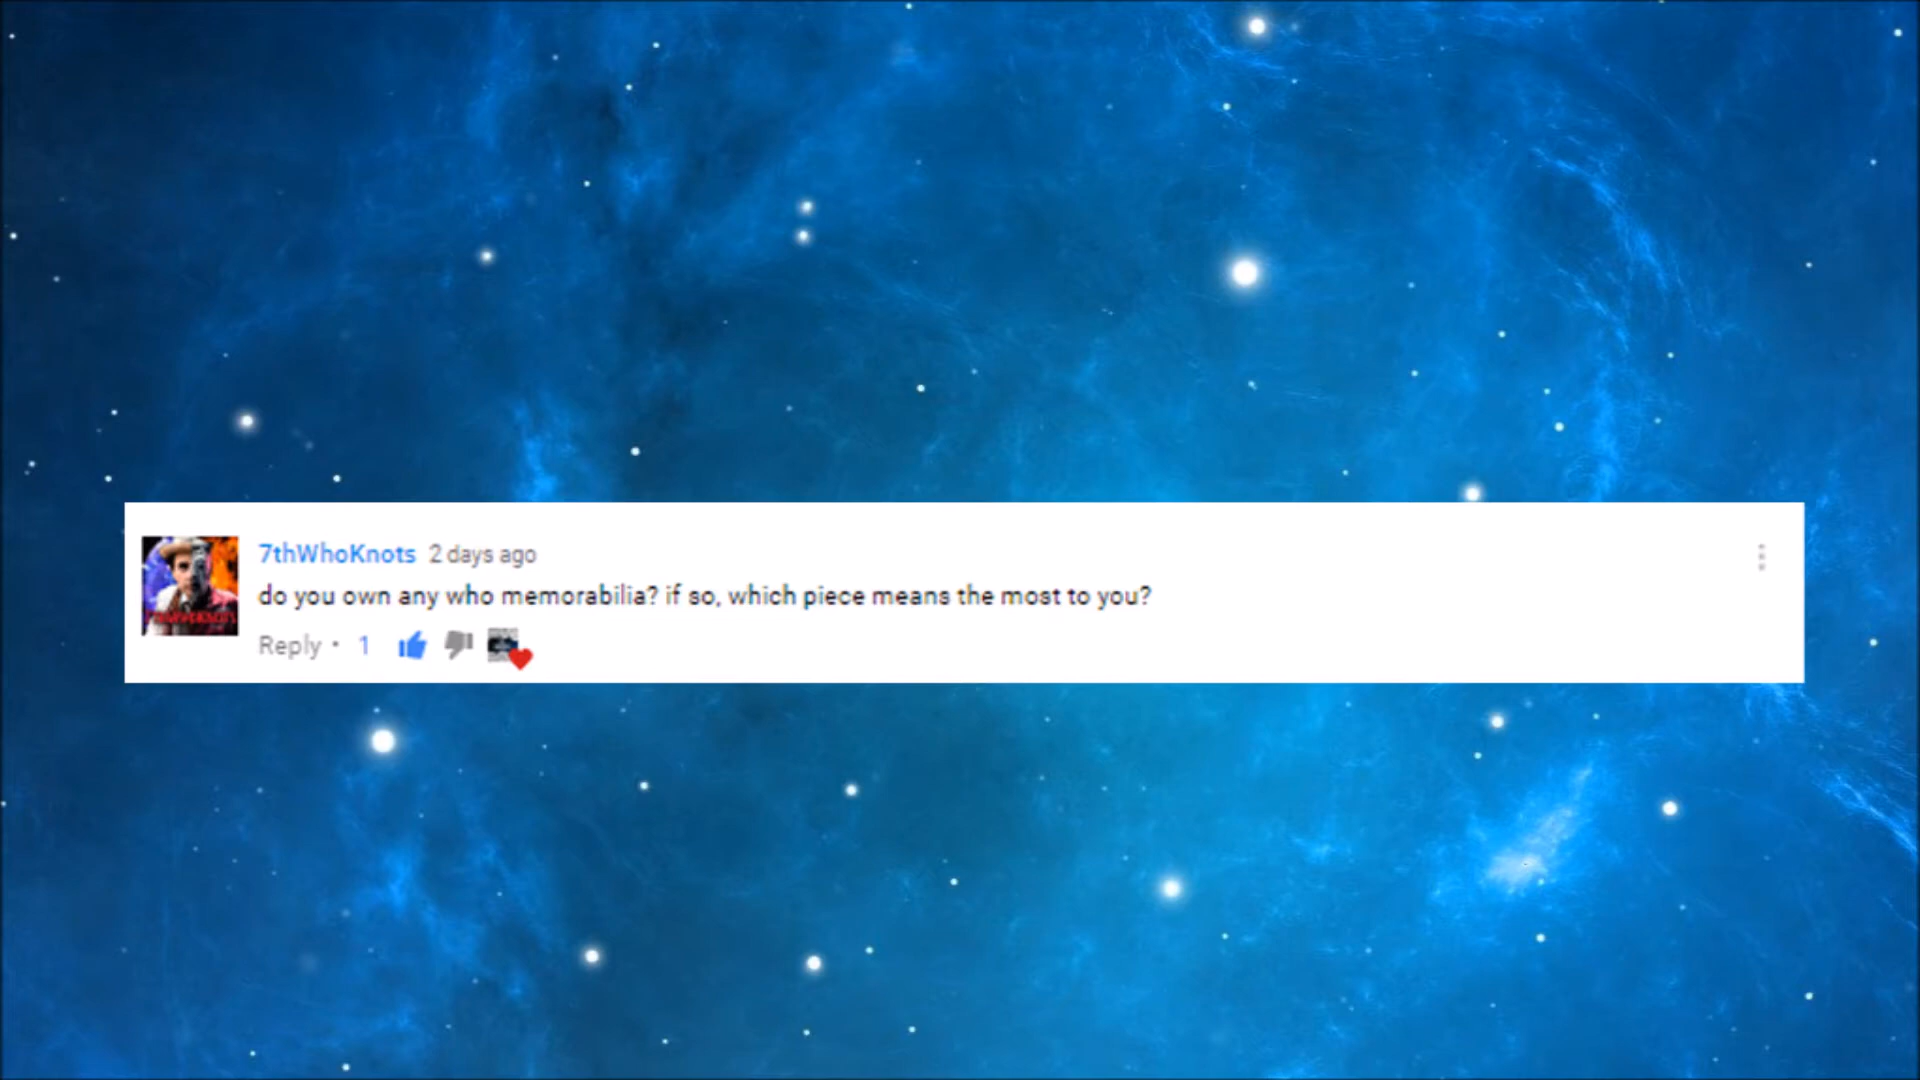 7thWhoKnots 2 days ago
do you own any who memorabilia? if so, which piece means the most to you?
Reply • 1